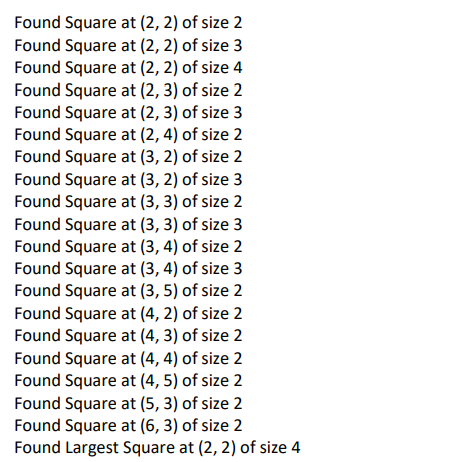 Found Square at (2, 2) of size 2
Found Square at (2, 2) of size 3
Found Square at (2, 2) of size 4
Found Square at (2, 3) of size 2
Found Square at (2, 3) of size 3
Found Square at (2, 4) of size 2
Found Square at (3, 2) of size 2
Found Square at (3, 2) of size 3
Found Square at (3, 3) of size 2
Found Square at (3, 3) of size 3
Found Square at (3, 4) of size 2
Found Square at (3, 4) of size 3
Found Square at (3, 5) of size 2
Found Square at (4, 2) of size 2
Found Square at (4, 3) of size 2
Found Square at (4, 4) of size 2
Found Square at (4, 5) of size 2
Found Square at (5, 3) of size 2
Found Square at (6, 3) of size 2
Found Largest Square at (2, 2) of size 4